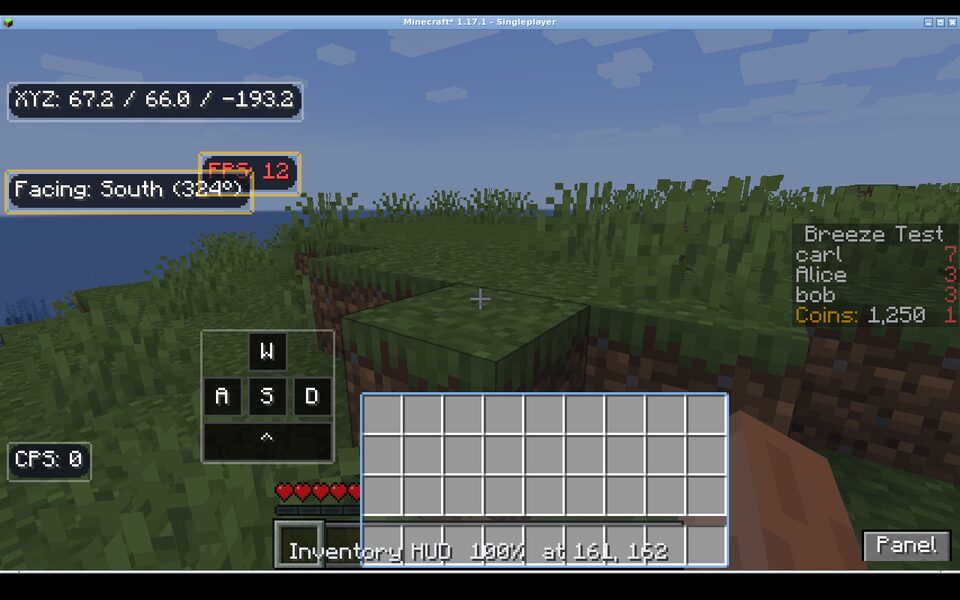 Minecraft* 1.17.1 - Singleplayer
XYZ: 67.2 / 66.0 / -193.2
FPS: 12
Facing: South (324°)
Breeze Test
carl 7
Alice 3
bob 3
Coins: 1,250 1
W
A S D
^
CPS: 0
Inventory HUD 100% at 161, 162
Panel